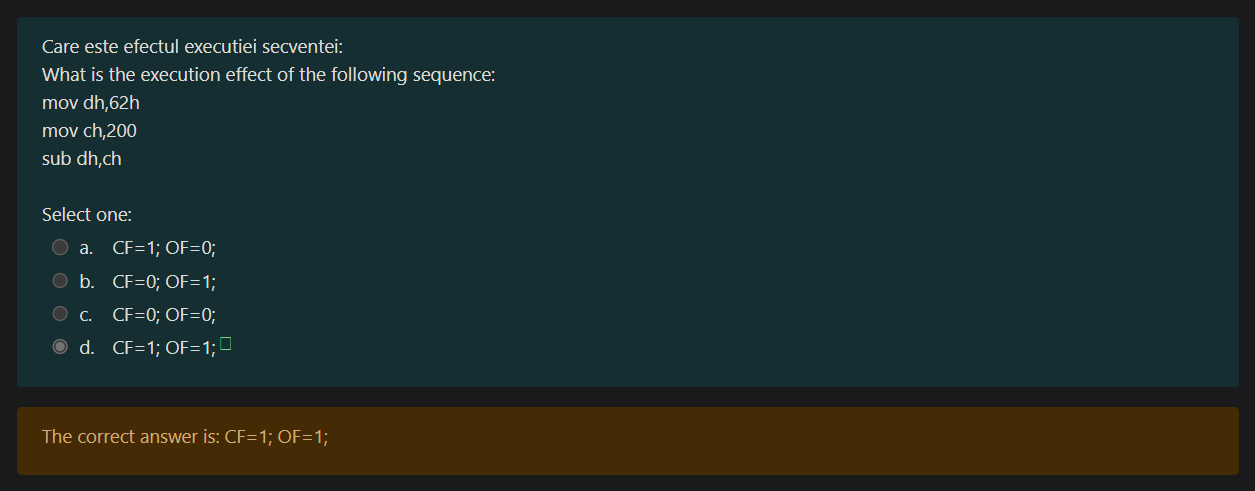 Care este efectul executiei secventei:
What is the execution effect of the following sequence:
mov dh,62h
mov ch,200
sub dh,ch
Select one:
a. CF=1; OF=0;
b. CF=0; OF=1;
c. CF=0; OF=0;
d. CF=1; OF=1;
The correct answer is: CF=1; OF=1;